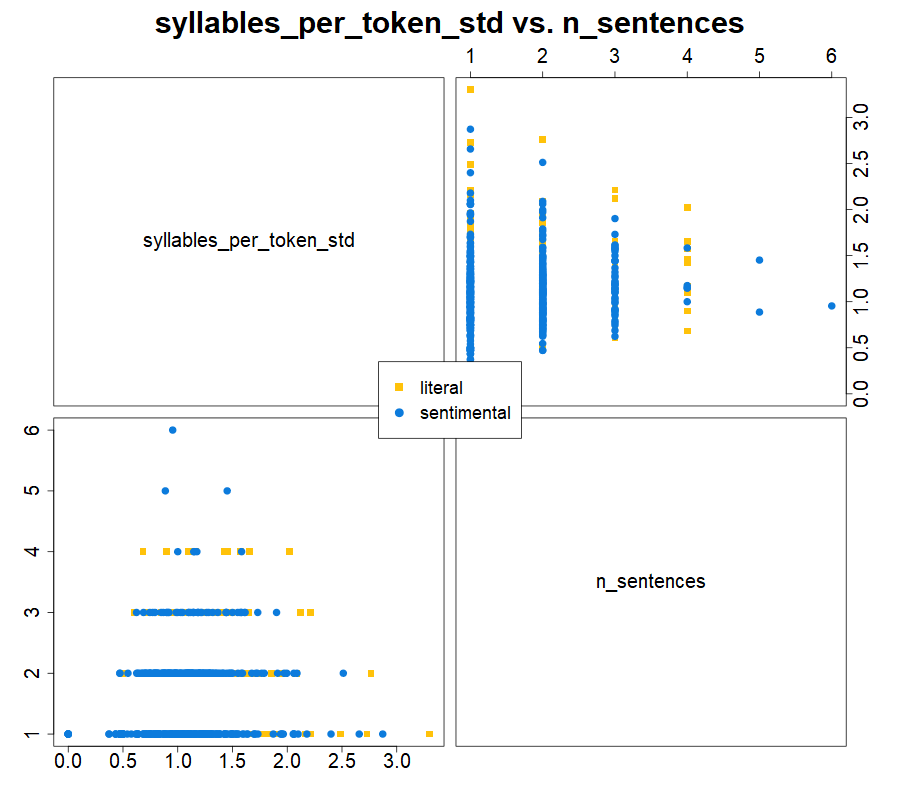 syllables_per_token_std vs. n_sentences
1 2 3 4 5 6
syllables_per_token_std
0.0 0.5 1.0 1.5 2.0 2.5 3.0
literal
sentimental
1 2 3 4 5 6
n_sentences
0.0 0.5 1.0 1.5 2.0 2.5 3.0